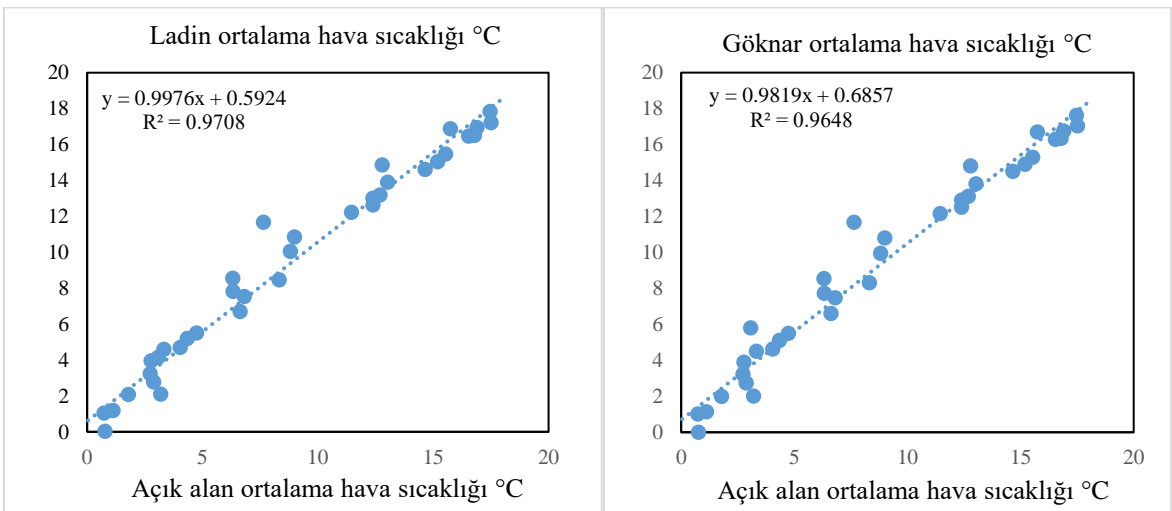 Ladin ortalama hava sıcaklığı °C
y = 0.9976x + 0.5924
R² = 0.9708
20
18
16
14
12
10
8
6
4
2
0
0 5 10 15 20
Açık alan ortalama hava sıcaklığı °C
Göknar ortalama hava sıcaklığı °C
y = 0.9819x + 0.6857
R² = 0.9648
20
18
16
14
12
10
8
6
4
2
0
0 5 10 15 20
Açık alan ortalama hava sıcaklığı °C